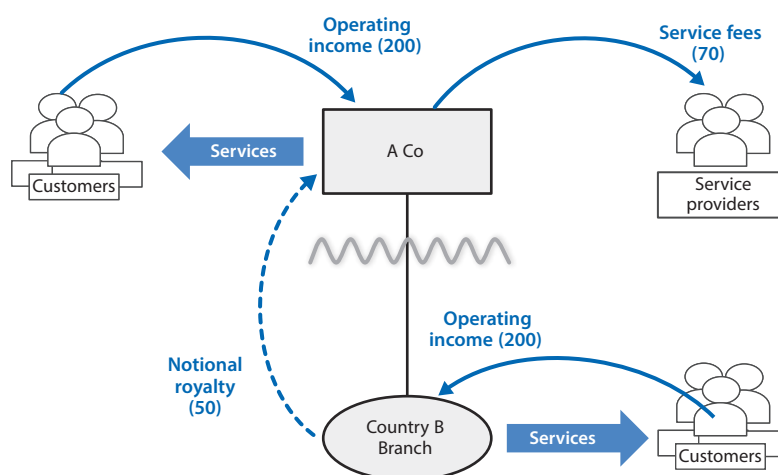 Operating
income (200)
Service fees
(70)
Services
A Co
Customers
Service
providers
Operating
income (200)
Notional
royalty
(50)
Country B
Branch
Services
Customers